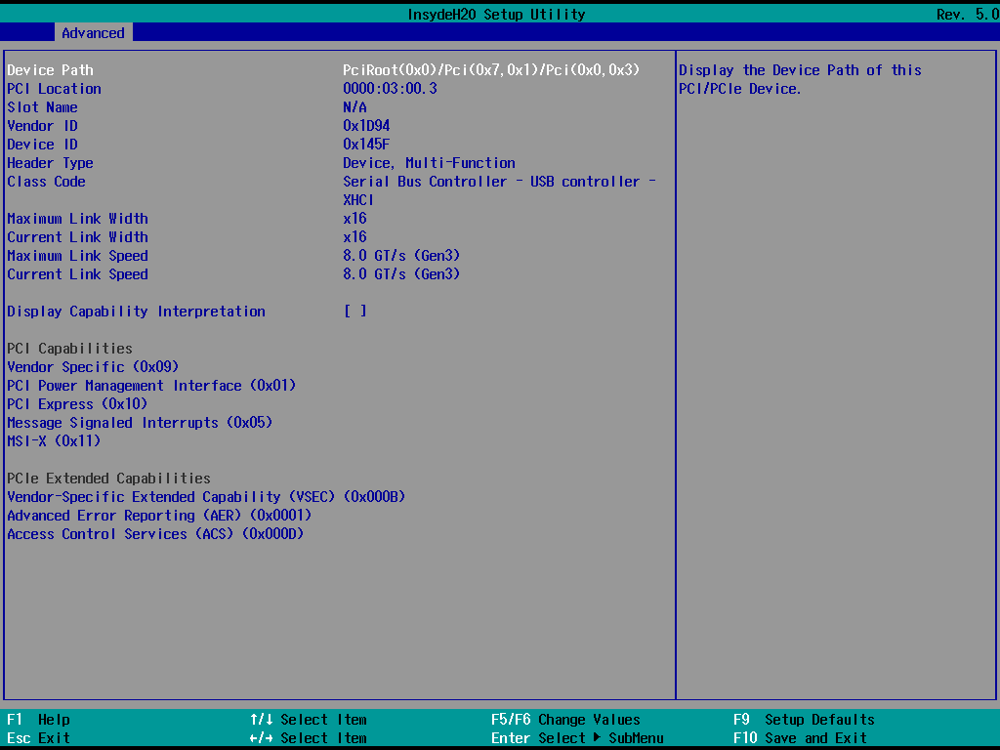 InsydeH2O Setup Utility Rev. 5.0
Advanced
Device Path PciRoot(0x0)/Pci(0x7,0x1)/Pci(0x0,0x3) Display the Device Path of this
PCI Location 0000:03:00.3 PCI/PCIe Device.
Slot Name N/A
Vendor ID 0x1D94
Device ID 0x145F
Header Type Device, Multi-Function
Class Code Serial Bus Controller - USB controller -
XHCI
Maximum Link Width x16
Current Link Width x16
Maximum Link Speed 8.0 GT/s (Gen3)
Current Link Speed 8.0 GT/s (Gen3)
Display Capability Interpretation [ ]
PCI Capabilities
Vendor Specific (0x09)
PCI Power Management Interface (0x01)
PCI Express (0x10)
Message Signaled Interrupts (0x05)
MSI-X (0x11)
PCIe Extended Capabilities
Vendor-Specific Extended Capability (VSEC) (0x000B)
Advanced Error Reporting (AER) (0x0001)
Access Control Services (ACS) (0x000D)
F1 Help ↑/↓ Select Item F5/F6 Change Values F9 Setup Defaults
Esc Exit ←/→ Select Item Enter Select ▶ SubMenu F10 Save and Exit